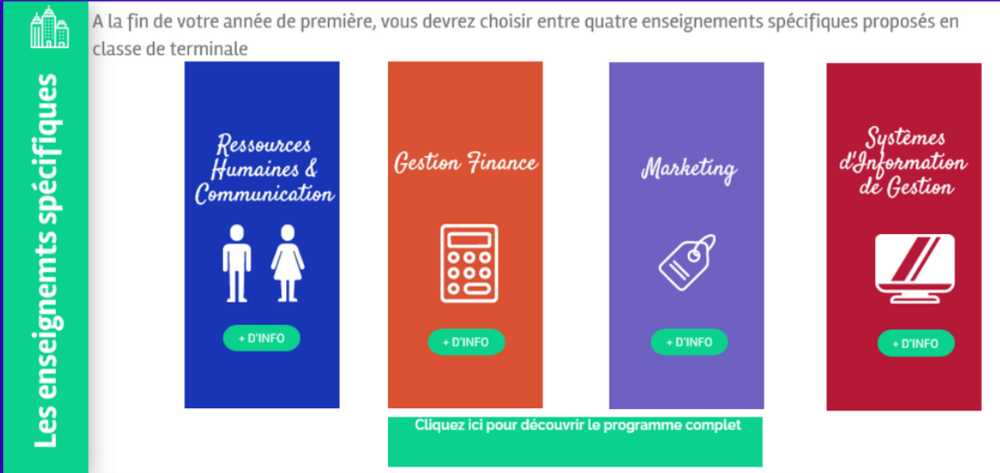 Les enseignemts spécifiques
A la fin de votre année de première, vous devrez choisir entre quatre enseignements spécifiques proposés en
classe de terminale
Ressources
Humaines &
Communication
+ D'INFO
Gestion Finance
+ D'INFO
Marketing
+ D'INFO
Systèmes
d'Information
de Gestion
+ D'INFO
Cliquez ici pour découvrir le programme complet